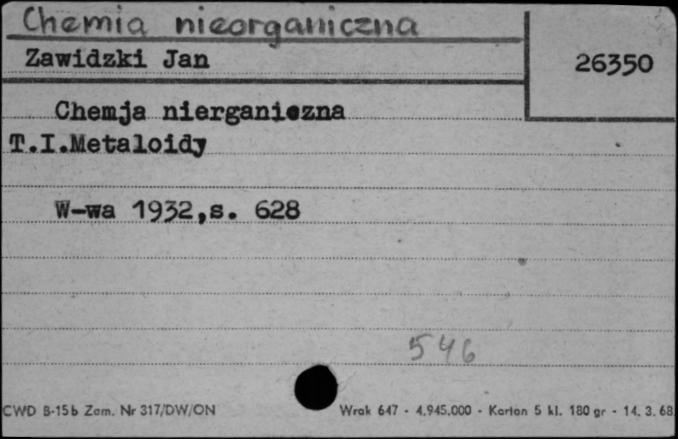 Chemia nieorganiczna
Zawidzki Jan
26350
Chemja nierganiczna
T.I.Metaloidy
W-wa 1932,s. 628
546
CWD B-15b Zam. Nr 317/DW/ON
Wrak 647 - 4.945.000 - Karton 5 kl. 180 gr - 14. 3. 68